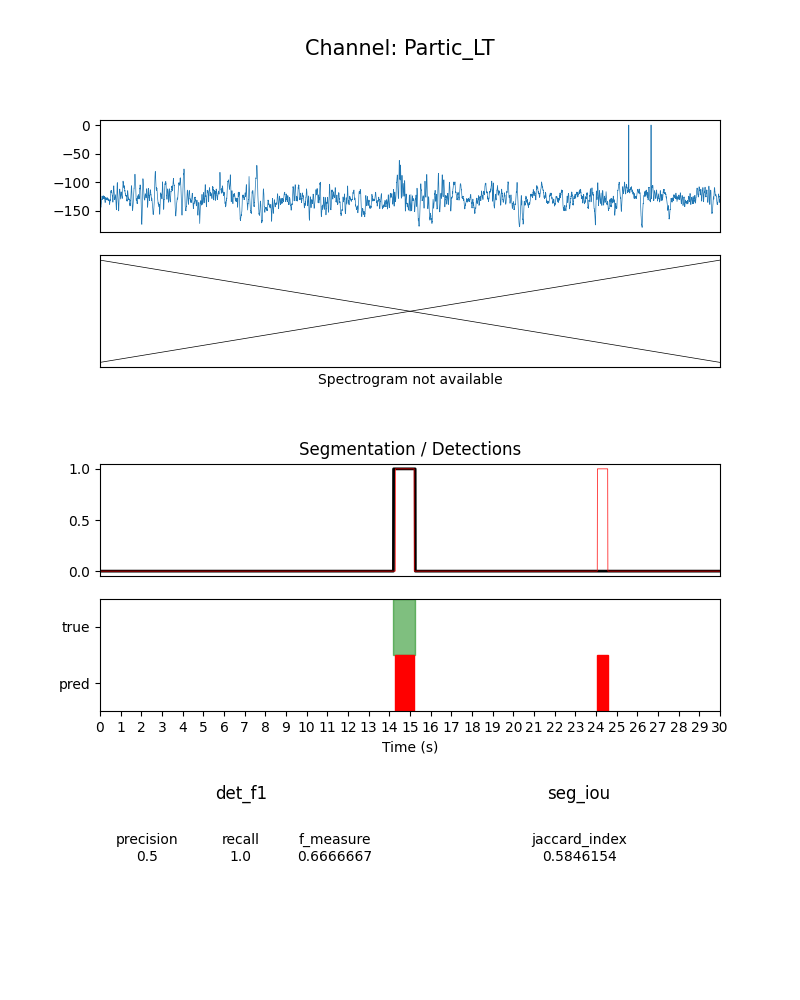 Channel: Partic_LT
0
−50
−100
−150
Spectrogram not available
Segmentation / Detections
1.0
0.5
0.0
true
pred
0 1 2 3 4 5 6 7 8 9 10 11 12 13 14 15 16 17 18 19 20 21 22 23 24 25 26 27 28 29 30
Time (s)
det_f1 seg_iou
precision recall f_measure jaccard_index
0.5 1.0 0.6666667 0.5846154